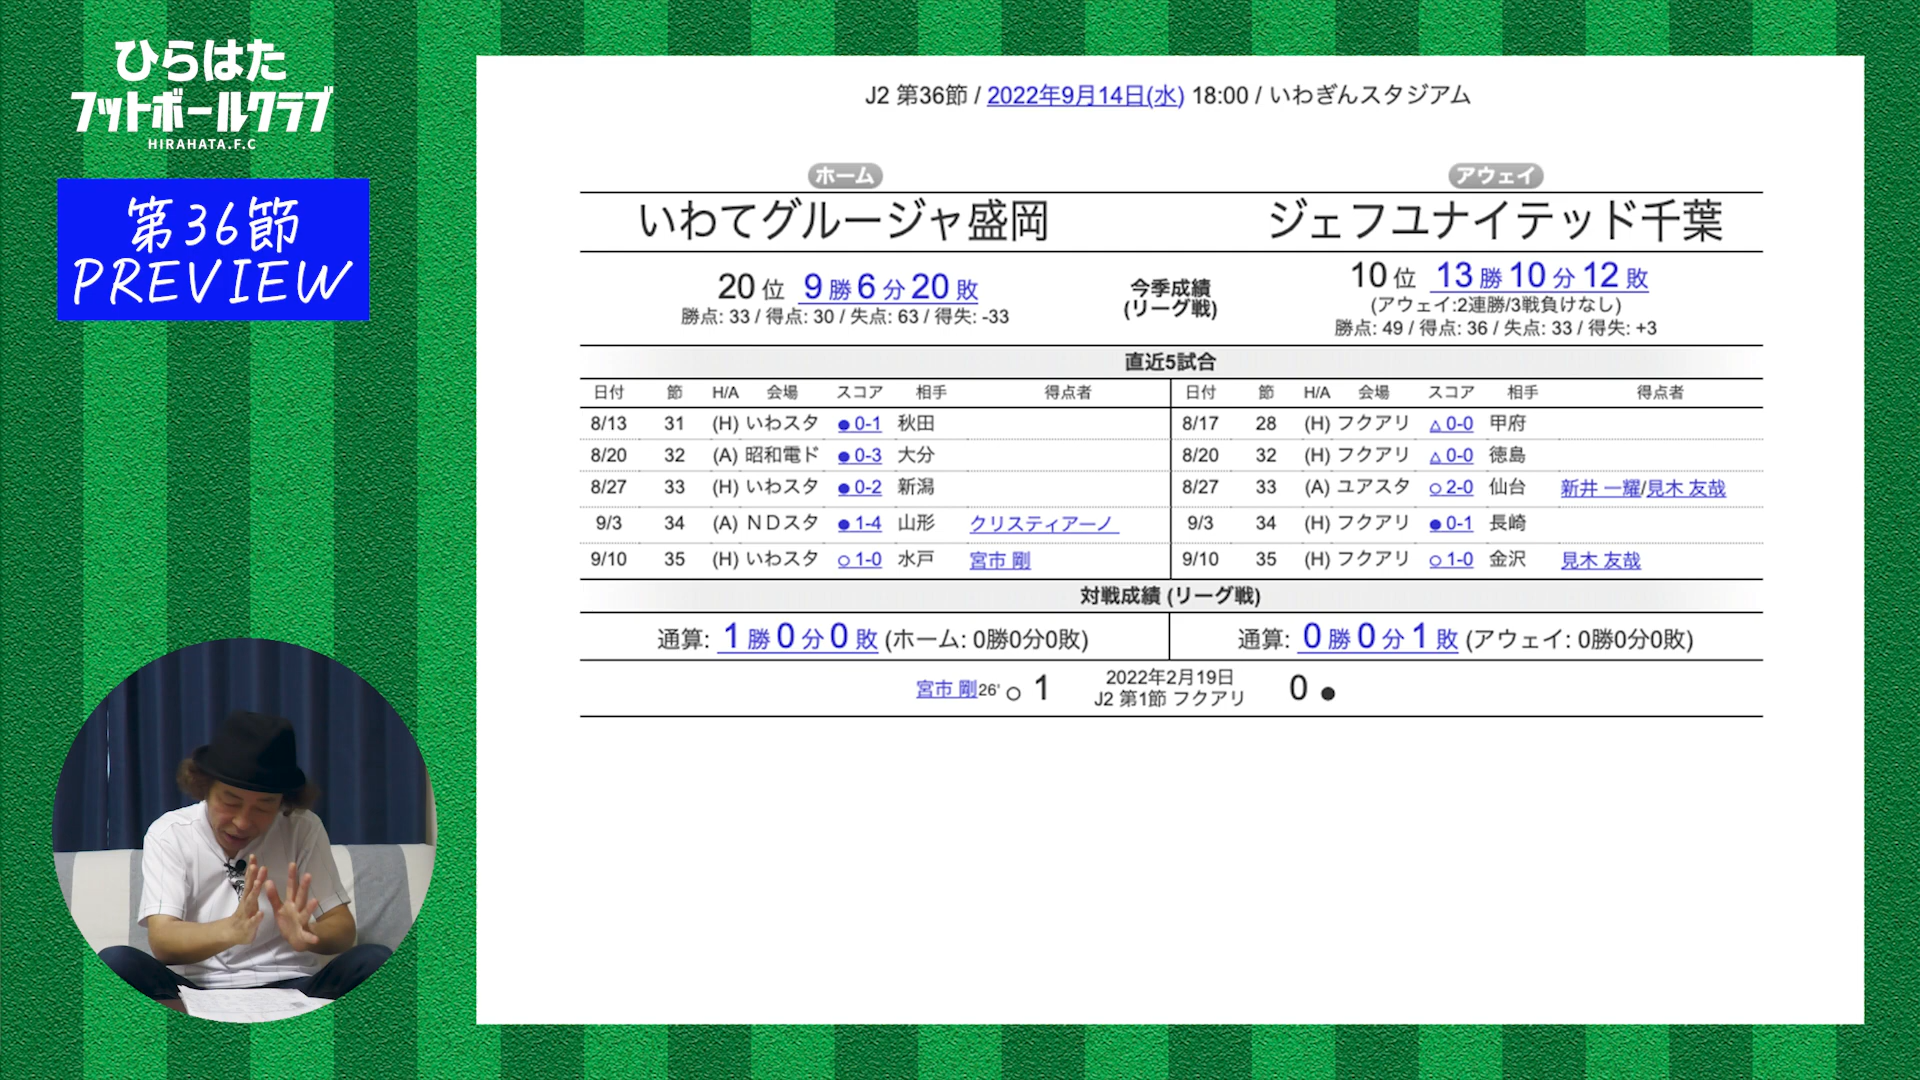 ひらはた
フットボールクラブ
HIRAHATA.F.C
第36節
PREVIEW
J2 第36節 / 2022年9月14日(水) 18:00 / いわぎんスタジアム
ホーム アウェイ
いわてグルージャ盛岡 ジェフユナイテッド千葉
20位 9勝6分20敗 今季成績 (リーグ戦) 10位 13勝10分12敗
(アウェイ:2連勝/3戦負けなし)
勝点: 33 / 得点: 30 / 失点: 63 / 得失: -33 勝点: 49 / 得点: 36 / 失点: 33 / 得失: +3
直近5試合
日付 節 H/A 会場 スコア 相手 得点者 日付 節 H/A 会場 スコア 相手 得点者
8/13 31 (H) いわスタ ●0-1 秋田 8/17 28 (H) フクアリ △0-0 甲府
8/20 32 (A) 昭和電ド ●0-3 大分 8/20 32 (H) フクアリ △0-0 徳島
8/27 33 (H) いわスタ ●0-2 新潟 8/27 33 (A) ユアスタ ○2-0 仙台 新井 一耀/見木 友哉
9/3 34 (A) NDスタ ●1-4 山形 クリスティアーノ 9/3 34 (H) フクアリ ●0-1 長崎
9/10 35 (H) いわスタ ○1-0 水戸 宮市 剛 9/10 35 (H) フクアリ ○1-0 金沢 見木 友哉
対戦成績 (リーグ戦)
通算: 1勝0分0敗 (ホーム: 0勝0分0敗) 通算: 0勝0分1敗 (アウェイ: 0勝0分0敗)
宮市 剛26' ○ 1 2022年2月19日 0 ●
J2 第1節 フクアリ